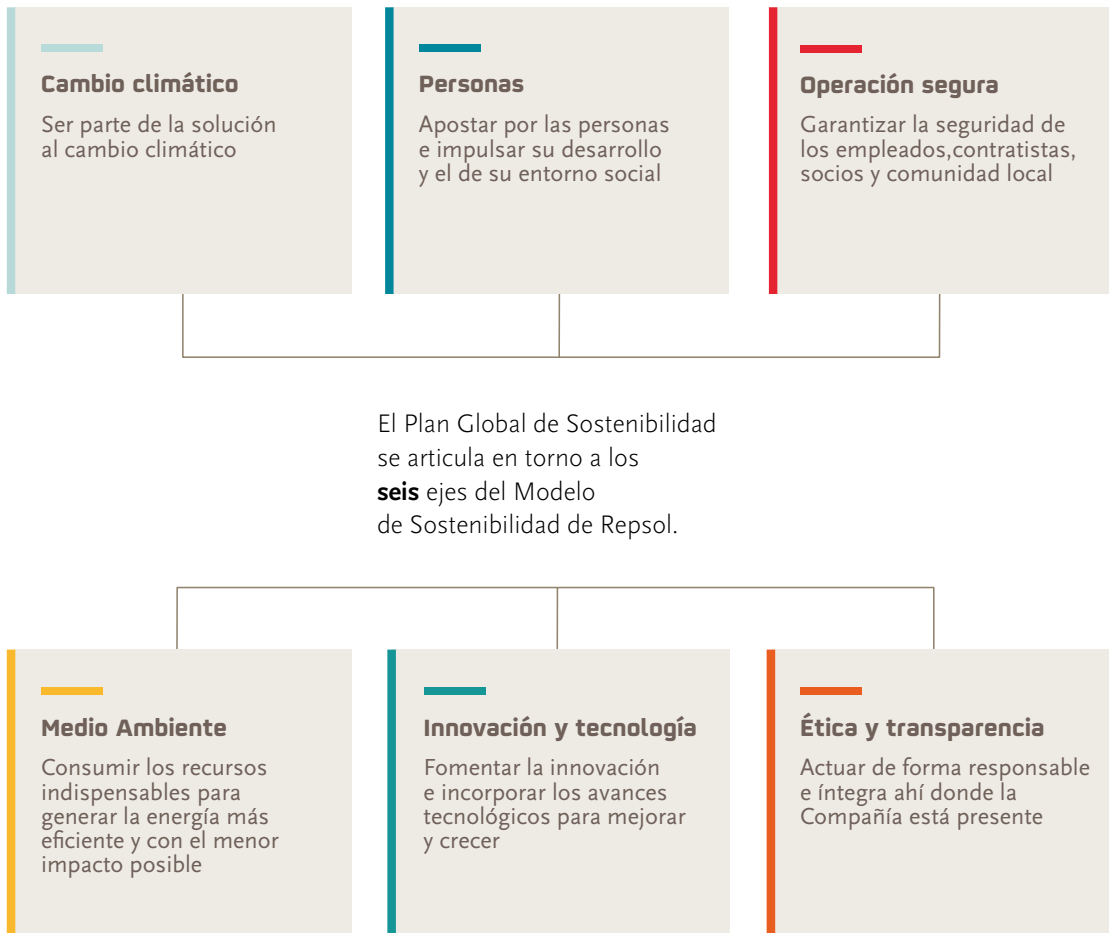 Cambio climático
Ser parte de la solución
al cambio climático
Personas
Apostar por las personas
e impulsar su desarrollo
y el de su entorno social
Operación segura
Garantizar la seguridad de
los empleados,contratistas,
socios y comunidad local
El Plan Global de Sostenibilidad
se articula en torno a los
seis ejes del Modelo
de Sostenibilidad de Repsol.
Medio Ambiente
Consumir los recursos
indispensables para
generar la energía más
eficiente y con el menor
impacto posible
Innovación y tecnología
Fomentar la innovación
e incorporar los avances
tecnológicos para mejorar
y crecer
Ética y transparencia
Actuar de forma responsable
e íntegra ahí donde la
Compañía está presente